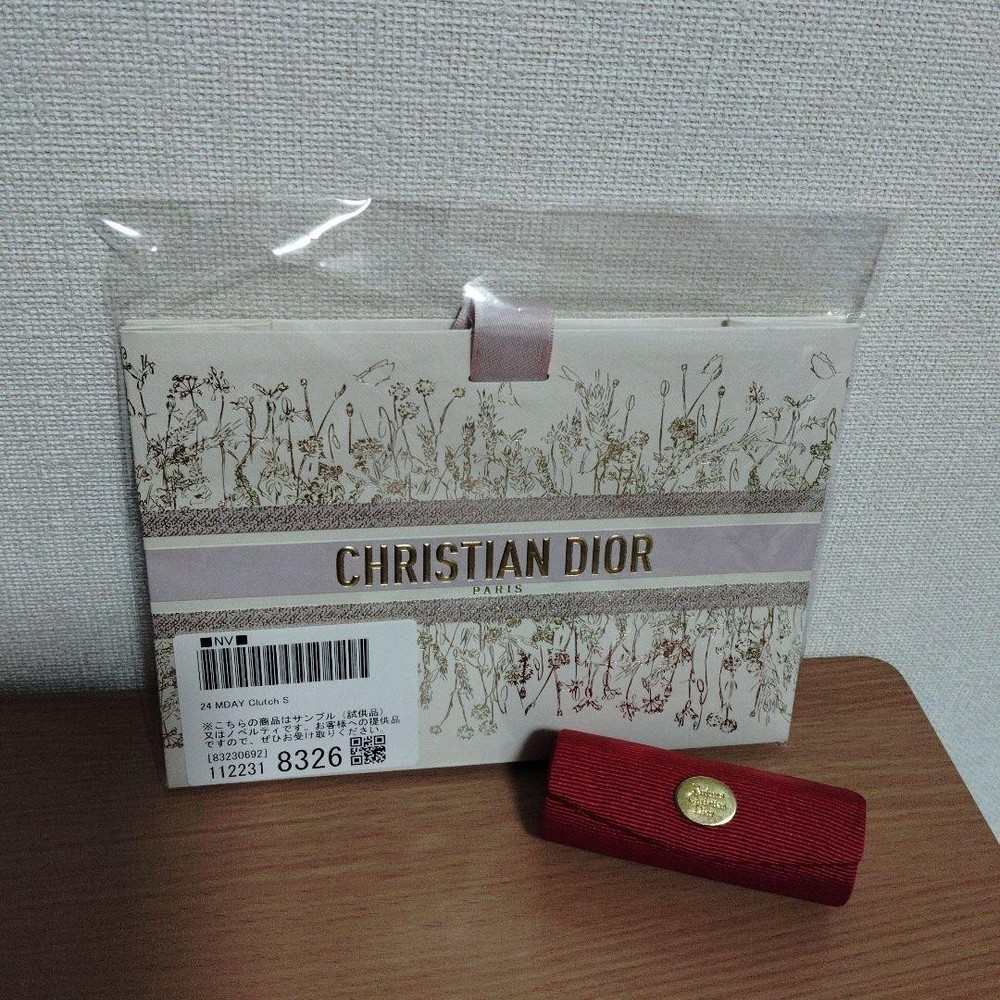 CHRISTIAN DIOR
PARIS
■NV■
24 MDAY Clutch S
※こちらの商品はサンプル（試供品）
又はノベルティです。お客様への提供品
ですので、ぜひお受け取りください。
[83230692]
112231 8326
Christian
Dior